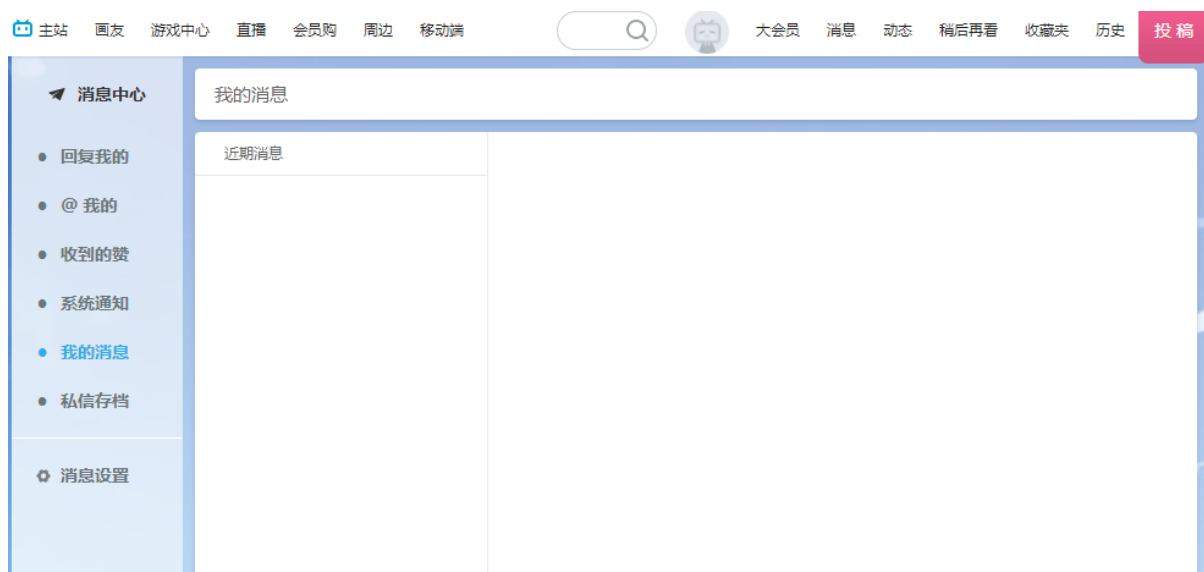 主站 画友 游戏中心 直播 会员购 周边 移动端 大会员 消息 动态 稍后再看 收藏夹 历史 投稿
消息中心
我的消息
回复我的
近期消息
@ 我的
收到的赞
系统通知
我的消息
私信存档
消息设置